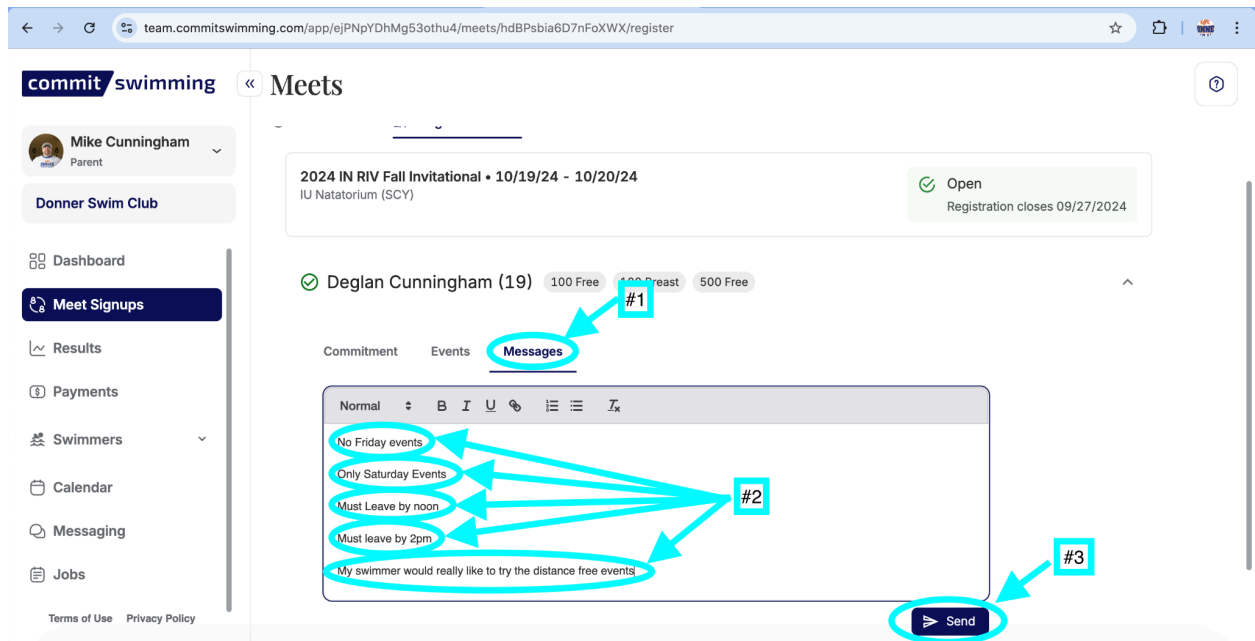 team.commitswimming.com/app/ejPNpYDhMg53othu4/meets/hdBPsbia6D7nFoXWX/register
commit swimming
Meets
Mike Cunningham
Parent
Donner Swim Club
Dashboard
Meet Signups
Results
Payments
Swimmers
Calendar
Messaging
Jobs
Terms of Use Privacy Policy
2024 IN RIV Fall Invitational • 10/19/24 - 10/20/24
IU Natatorium (SCY)
Open
Registration closes 09/27/2024
Deglan Cunningham (19) 100 Free 100 Breast 500 Free
#1
Commitment Events Messages
Normal B I U
No Friday events
Only Saturday Events
Must Leave by noon
#2
Must leave by 2pm
My swimmer would really like to try the distance free events
#3
Send